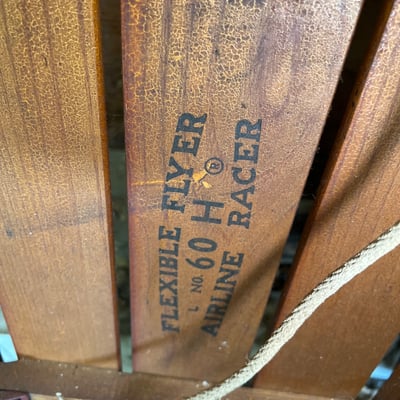 FLEXIBLE FLYER
L NO. 60 H ®
AIRLINE RACER